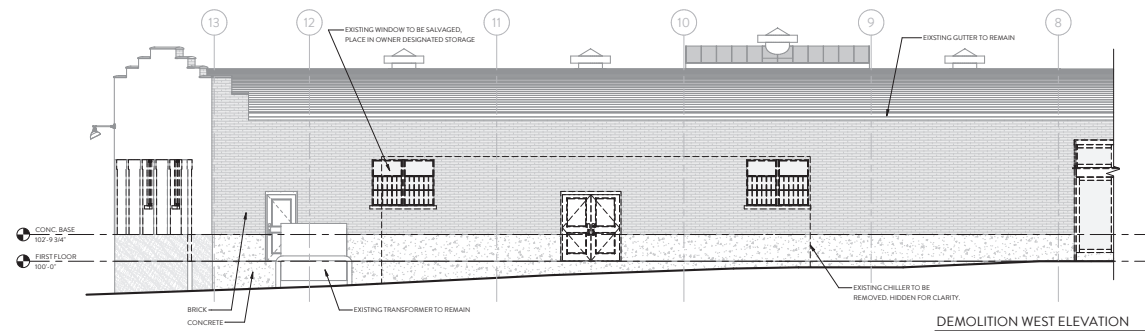 13
12
11
10
9
8
EXISTING WINDOW TO BE SALVAGED,
PLACE IN OWNER DESIGNATED STORAGE
EIXSTING GUTTER TO REMAIN
CONC. BASE
102'-9 3/4"
FIRST FLOOR
100'-0"
BRICK
CONCRETE
EXISTING TRANSFORMER TO REMAIN
EXISTING CHILLER TO BE
REMOVED. HIDDEN FOR CLARITY.
DEMOLITION WEST ELEVATION